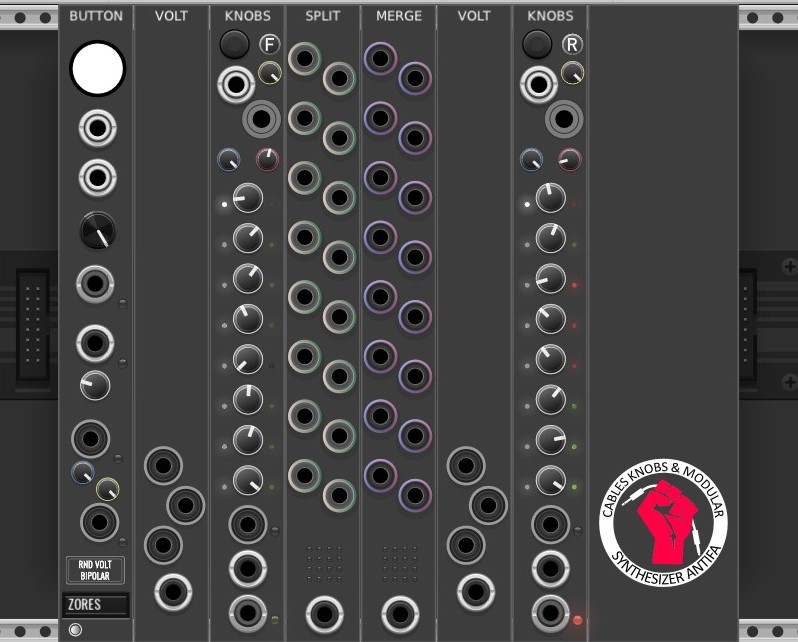 BUTTON
VOLT
KNOBS
SPLIT
MERGE
VOLT
KNOBS
F
R
RND VOLT
BIPOLAR
ZORES
CABLES KNOBS & MODULAR
SYNTHESIZER ANTIFA